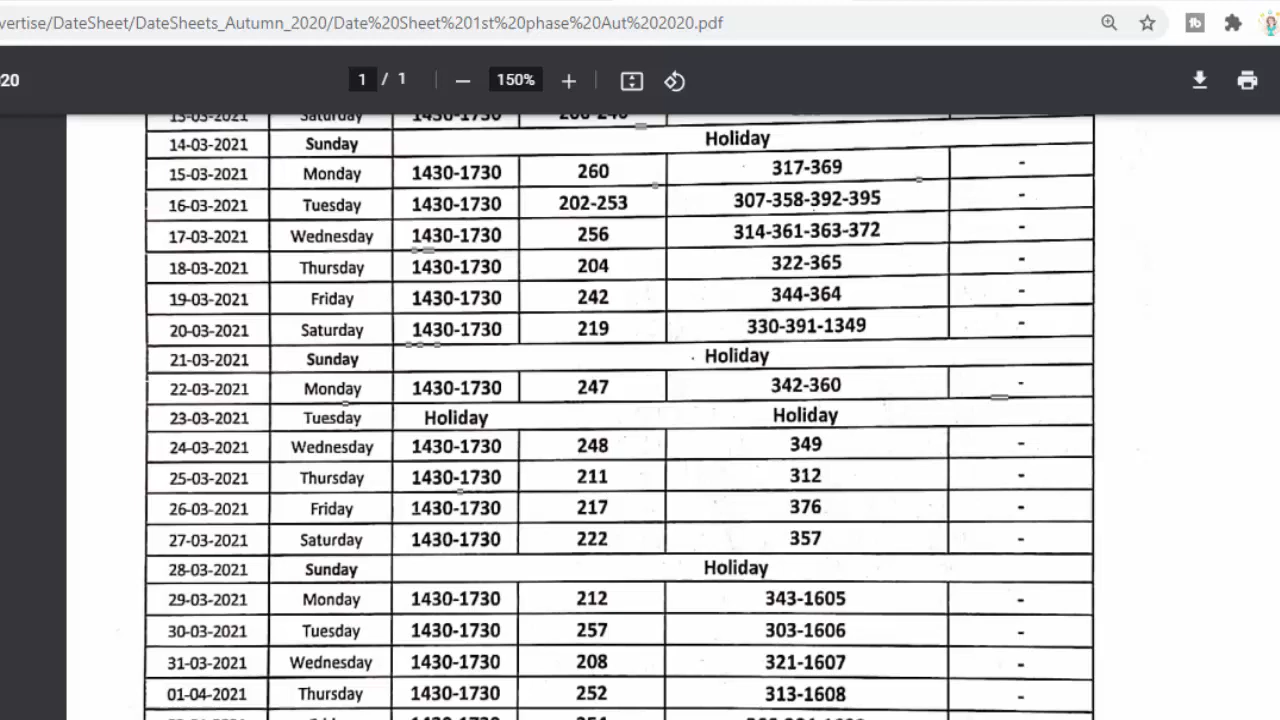 vertise/DateSheet/DateSheets_Autumn_2020/Date%20Sheet%201st%20phase%20Aut%202020.pdf
020 1 / 1 150%
13-03-2021 Saturday 1430-1730
14-03-2021 Sunday Holiday
15-03-2021 Monday 1430-1730 260 317-369 -
16-03-2021 Tuesday 1430-1730 202-253 307-358-392-395 -
17-03-2021 Wednesday 1430-1730 256 314-361-363-372 -
18-03-2021 Thursday 1430-1730 204 322-365 -
19-03-2021 Friday 1430-1730 242 344-364 -
20-03-2021 Saturday 1430-1730 219 330-391-1349 -
21-03-2021 Sunday Holiday
22-03-2021 Monday 1430-1730 247 342-360 -
23-03-2021 Tuesday Holiday Holiday
24-03-2021 Wednesday 1430-1730 248 349 -
25-03-2021 Thursday 1430-1730 211 312 -
26-03-2021 Friday 1430-1730 217 376 -
27-03-2021 Saturday 1430-1730 222 357 -
28-03-2021 Sunday Holiday
29-03-2021 Monday 1430-1730 212 343-1605 -
30-03-2021 Tuesday 1430-1730 257 303-1606 -
31-03-2021 Wednesday 1430-1730 208 321-1607 -
01-04-2021 Thursday 1430-1730 252 313-1608 -